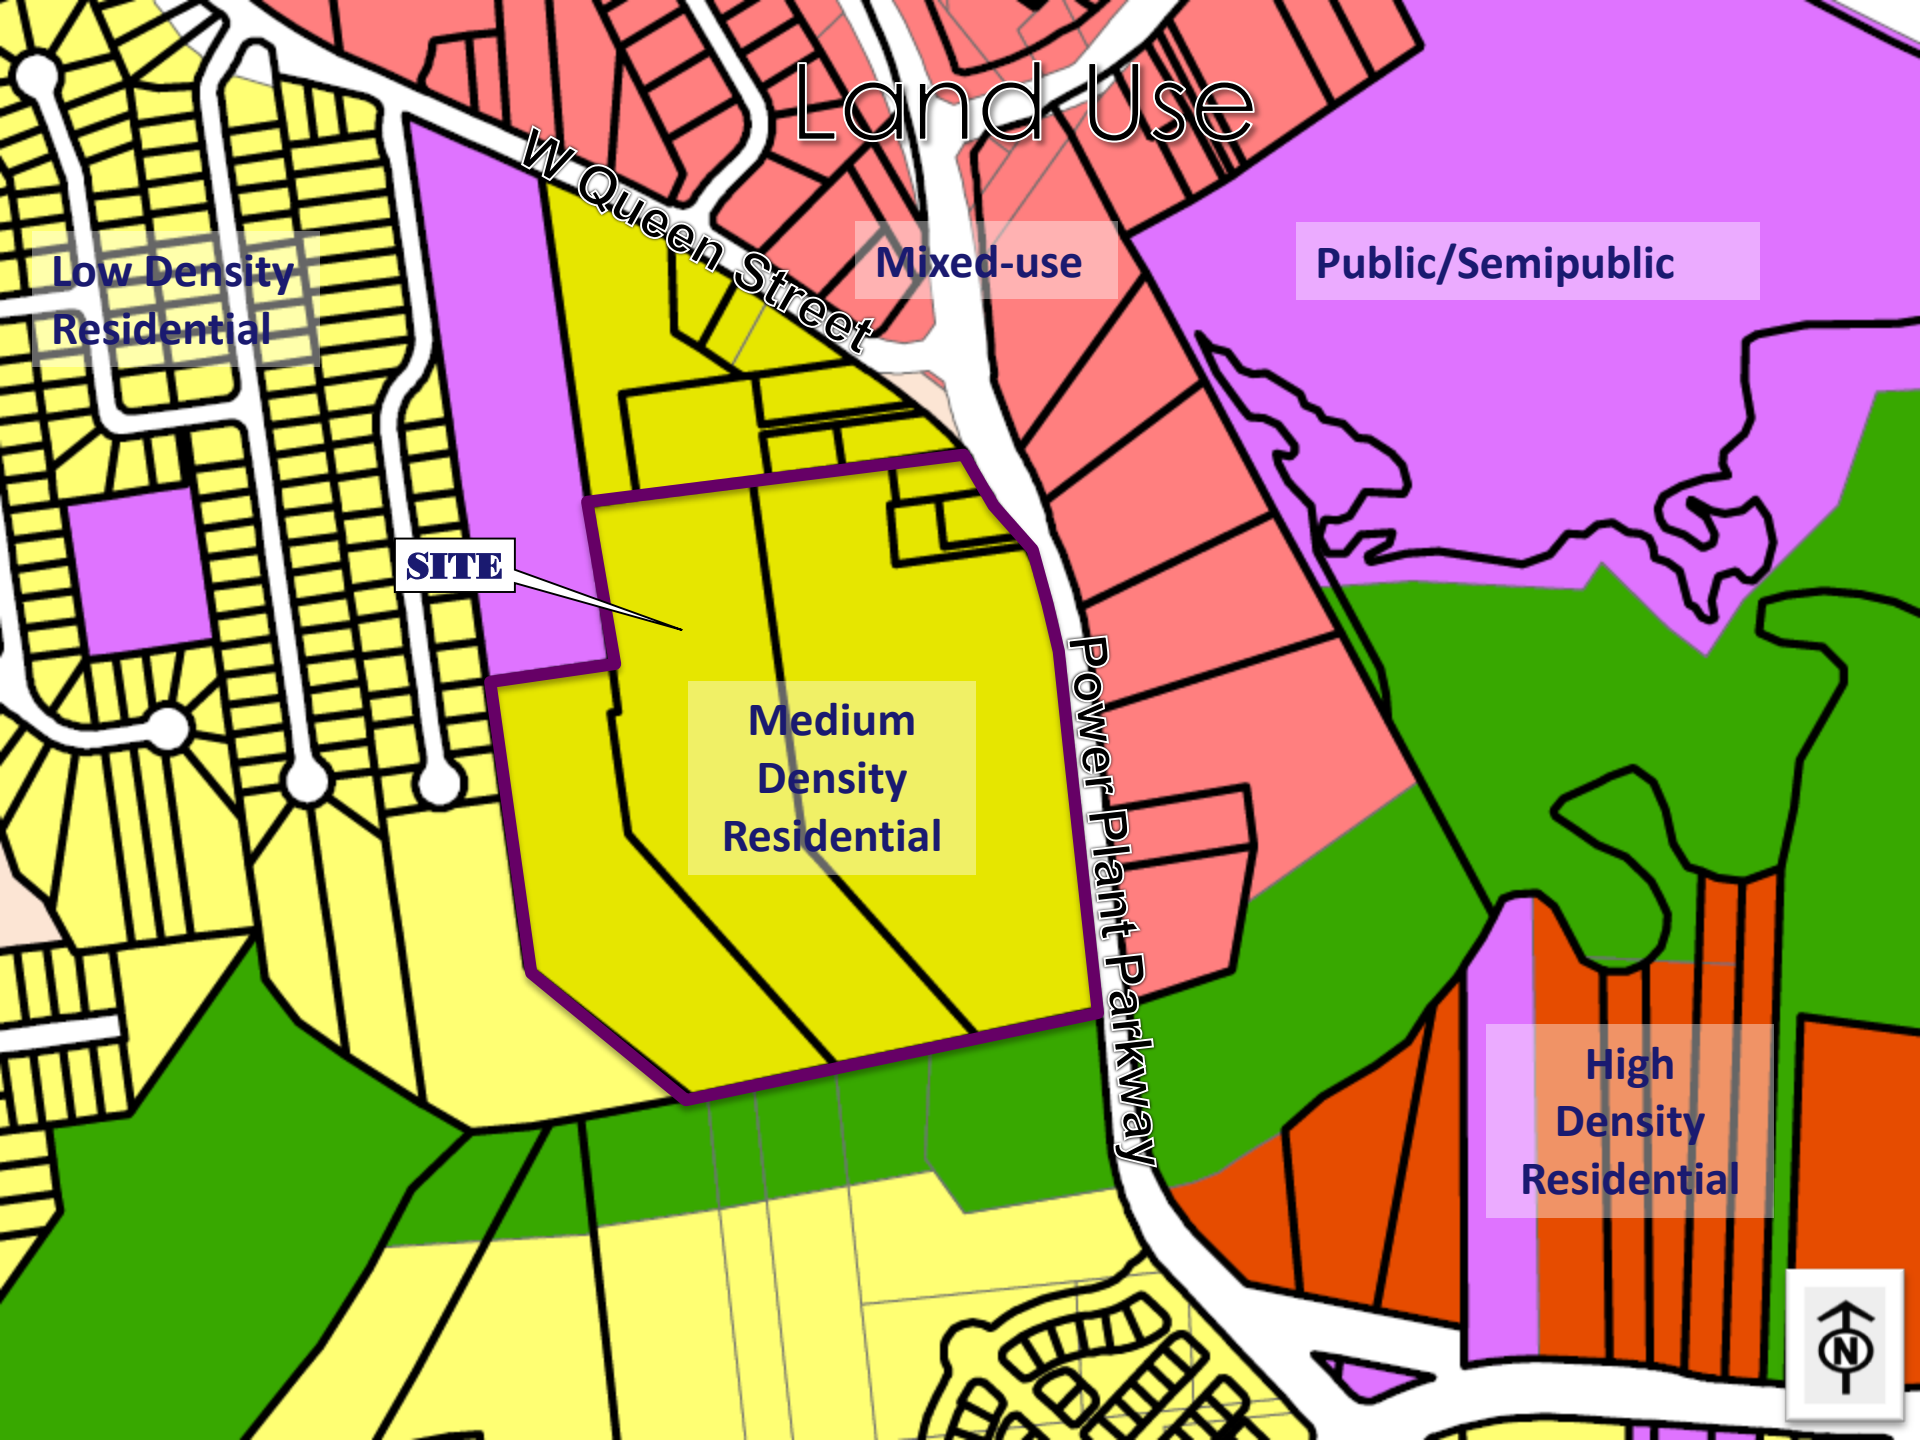 Land Use
W Queen Street
Low Density
Residential
Mixed-use
Public/Semipublic
SITE
Medium
Density
Residential
Power Plant Parkway
High
Density
Residential
N